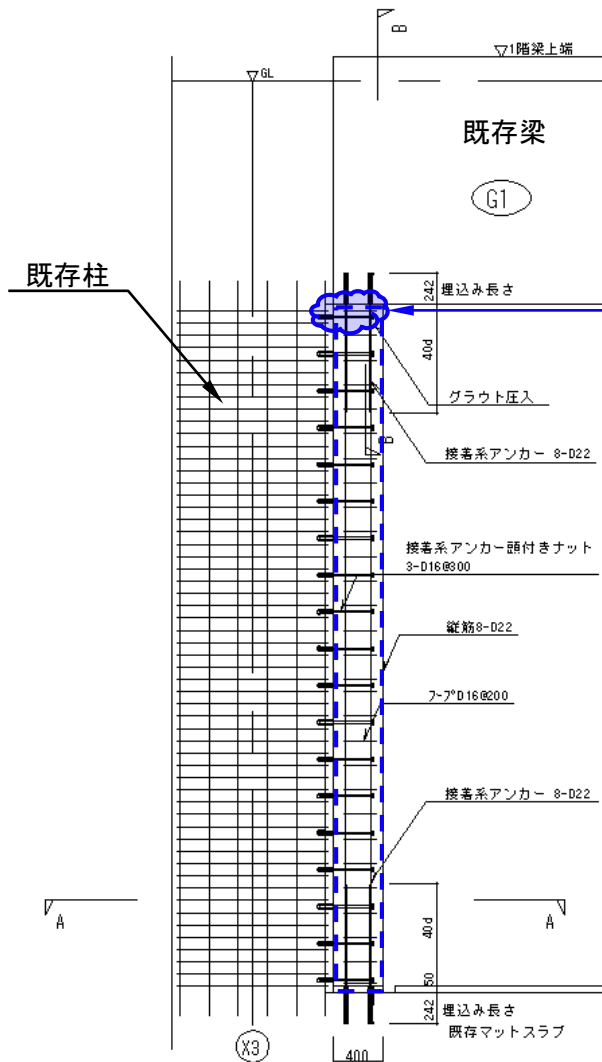 B
▽1階梁上端
▽GL
既存梁
G1
既存柱
242
埋込み長さ
40d
グラウト圧入
B
接着系アンカー 8-D22
接着系アンカー頭付きナット
3-D16@300
縦筋8-D22
フープD16@200
接着系アンカー 8-D22
A
A
40d
50
242
埋込み長さ
既存マットスラブ
X3
400